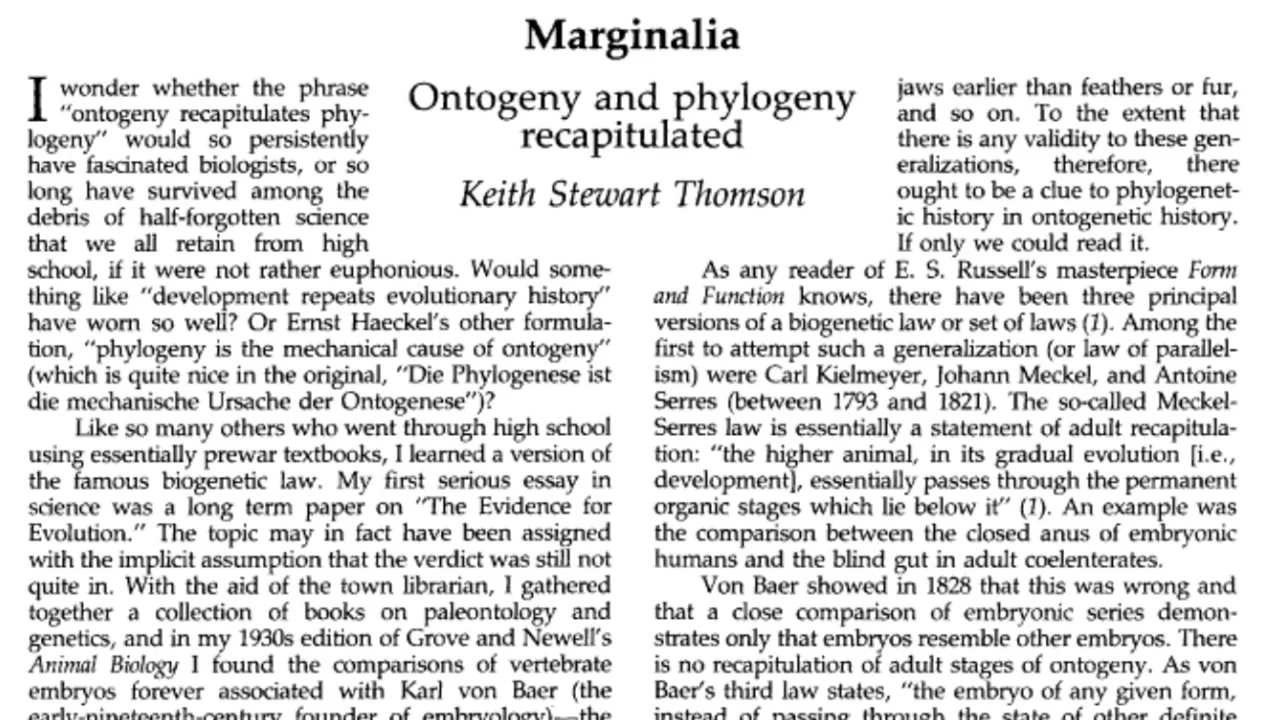 Marginalia
Ontogeny and phylogeny
recapitulated
Keith Stewart Thomson
I wonder whether the phrase
"ontogeny recapitulates phy-
logeny" would so persistently
have fascinated biologists, or so
long have survived among the
debris of half-forgotten science
that we all retain from high
school, if it were not rather euphonious. Would some-
thing like "development repeats evolutionary history"
have worn so well? Or Ernst Haeckel's other formula-
tion, "phylogeny is the mechanical cause of ontogeny"
(which is quite nice in the original, "Die Phylogenese ist
die mechanische Ursache der Ontogenese")?
Like so many others who went through high school
using essentially prewar textbooks, I learned a version of
the famous biogenetic law. My first serious essay in
science was a long term paper on "The Evidence for
Evolution." The topic may in fact have been assigned
with the implicit assumption that the verdict was still not
quite in. With the aid of the town librarian, I gathered
together a collection of books on paleontology and
genetics, and in my 1930s edition of Grove and Newell's
Animal Biology I found the comparisons of vertebrate
embryos forever associated with Karl von Baer (the
early-nineteenth-century founder of embryology)—the
jaws earlier than feathers or fur,
and so on. To the extent that
there is any validity to these gen-
eralizations, therefore, there
ought to be a clue to phylogenet-
ic history in ontogenetic history.
If only we could read it.
As any reader of E. S. Russell's masterpiece Form
and Function knows, there have been three principal
versions of a biogenetic law or set of laws (1). Among the
first to attempt such a generalization (or law of parallel-
ism) were Carl Kielmeyer, Johann Meckel, and Antoine
Serres (between 1793 and 1821). The so-called Meckel-
Serres law is essentially a statement of adult recapitula-
tion: "the higher animal, in its gradual evolution [i.e.,
development], essentially passes through the permanent
organic stages which lie below it" (1). An example was
the comparison between the closed anus of embryonic
humans and the blind gut in adult coelenterates.
Von Baer showed in 1828 that this was wrong and
that a close comparison of embryonic series demon-
strates only that embryos resemble other embryos. There
is no recapitulation of adult stages of ontogeny. As von
Baer's third law states, "the embryo of any given form,
instead of passing through the state of other definite